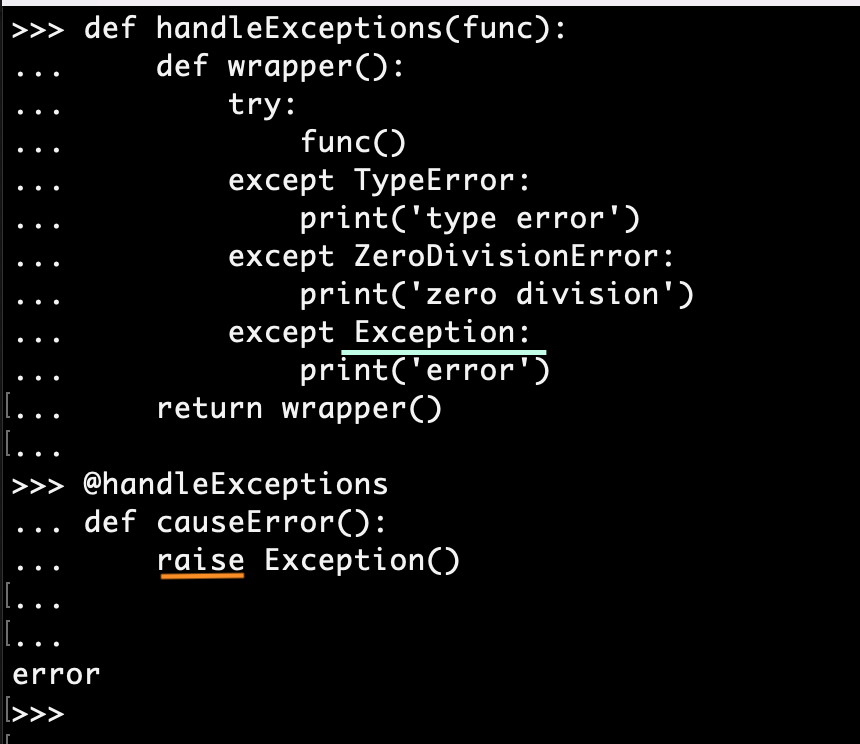 >>> def handleExceptions(func):
...     def wrapper():
...         try:
...             func()
...         except TypeError:
...             print('type error')
...         except ZeroDivisionError:
...             print('zero division')
...         except Exception:
...             print('error')
[...     return wrapper()
[...
>>> @handleExceptions
... def causeError():
...     raise Exception()
[...
[...
error
[>>>